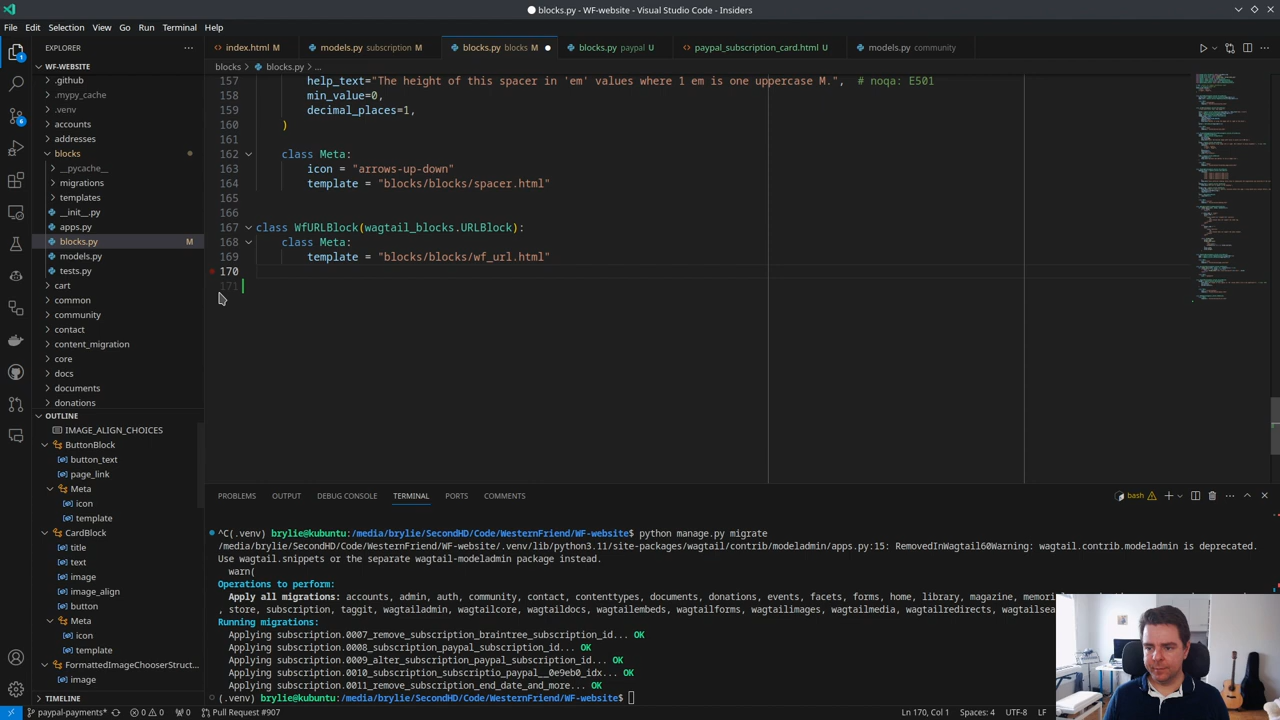 blocks.py - WF-website - Visual Studio Code - Insiders
File Edit Selection View Go Run Terminal Help
EXPLORER
index.html M
models.py subscription M
blocks.py blocks M
blocks.py paypal U
paypal_subscription_card.html U
models.py community
blocks > blocks.py > ...
WF-WEBSITE
.github
.mypy_cache
.venv
accounts
addresses
blocks
__pycache__
migrations
templates
__init__.py
apps.py
blocks.py M
models.py
tests.py
cart
common
community
contact
content_migration
core
docs
documents
donations
OUTLINE
IMAGE_ALIGN_CHOICES
ButtonBlock
button_text
page_link
Meta
icon
template
CardBlock
title
text
image
image_align
button
Meta
icon
template
FormattedImageChooserStruct...
image
TIMELINE
157 help_text="The height of this spacer in 'em' values where 1 em is one uppercase M.", # noqa: E501
158 min_value=0,
159 decimal_places=1,
160 )
161
162 class Meta:
163 icon = "arrows-up-down"
164 template = "blocks/blocks/spacer.html"
165
166
167 class WfURLBlock(wagtail_blocks.URLBlock):
168 class Meta:
169 template = "blocks/blocks/wf_url.html"
170
171
PROBLEMS OUTPUT DEBUG CONSOLE TERMINAL PORTS COMMENTS
bash
^C(.venv) brylie@kubuntu:/media/brylie/SecondHD/Code/WesternFriend/WF-website$ python manage.py migrate
/media/brylie/SecondHD/Code/WesternFriend/WF-website/.venv/lib/python3.11/site-packages/wagtail/contrib/modeladmin/apps.py:15: RemovedInWagtail60Warning: wagtail.contrib.modeladmin is deprecated.
Use wagtail.snippets or the separate wagtail-modeladmin package instead.
warn(
Operations to perform:
Apply all migrations: accounts, admin, auth, community, contact, contenttypes, documents, donations, events, facets, forms, home, library, magazine, memori
, store, subscription, taggit, wagtailadmin, wagtailcore, wagtaildocs, wagtailembeds, wagtailforms, wagtailimages, wagtailmedia, wagtailredirects, wagtailsea
Running migrations:
Applying subscription.0007_remove_subscription_braintree_subscription_id... OK
Applying subscription.0008_subscription_paypal_subscription_id... OK
Applying subscription.0009_alter_subscription_paypal_subscription_id... OK
Applying subscription.0010_subscription_subscriptio_paypal__0e9eb0_idx... OK
Applying subscription.0011_remove_subscription_end_date_and_more... OK
(.venv) brylie@kubuntu:/media/brylie/SecondHD/Code/WesternFriend/WF-website$
paypal-payments* 0 0 0 Pull Request #907 Ln 170, Col 1 Spaces: 4 UTF-8 LF